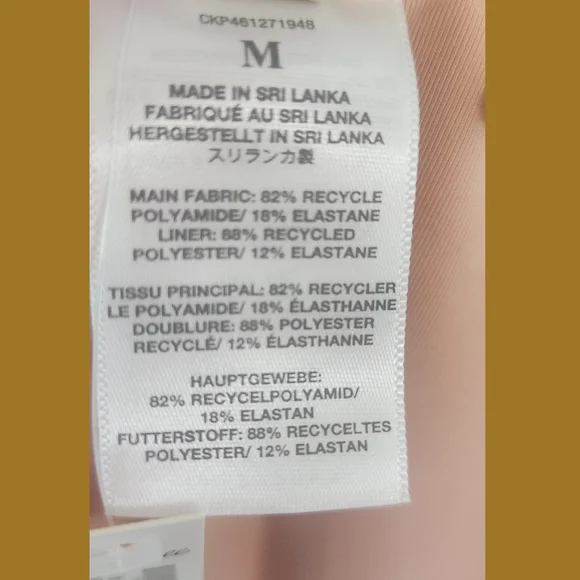 CKP461271948
M
MADE IN SRI LANKA
FABRIQUÉ AU SRI LANKA
HERGESTELLT IN SRI LANKA
スリランカ製
MAIN FABRIC: 82% RECYCLE
POLYAMIDE/ 18% ELASTANE
LINER: 88% RECYCLED
POLYESTER/ 12% ELASTANE
TISSU PRINCIPAL: 82% RECYCLER
LE POLYAMIDE/ 18% ÉLASTHANNE
DOUBLURE: 88% POLYESTER
RECYCLÉ/ 12% ÉLASTHANNE
HAUPTGEWEBE:
82% RECYCELPOLYAMID/
18% ELASTAN
FUTTERSTOFF: 88% RECYCELTES
POLYESTER/ 12% ELASTAN